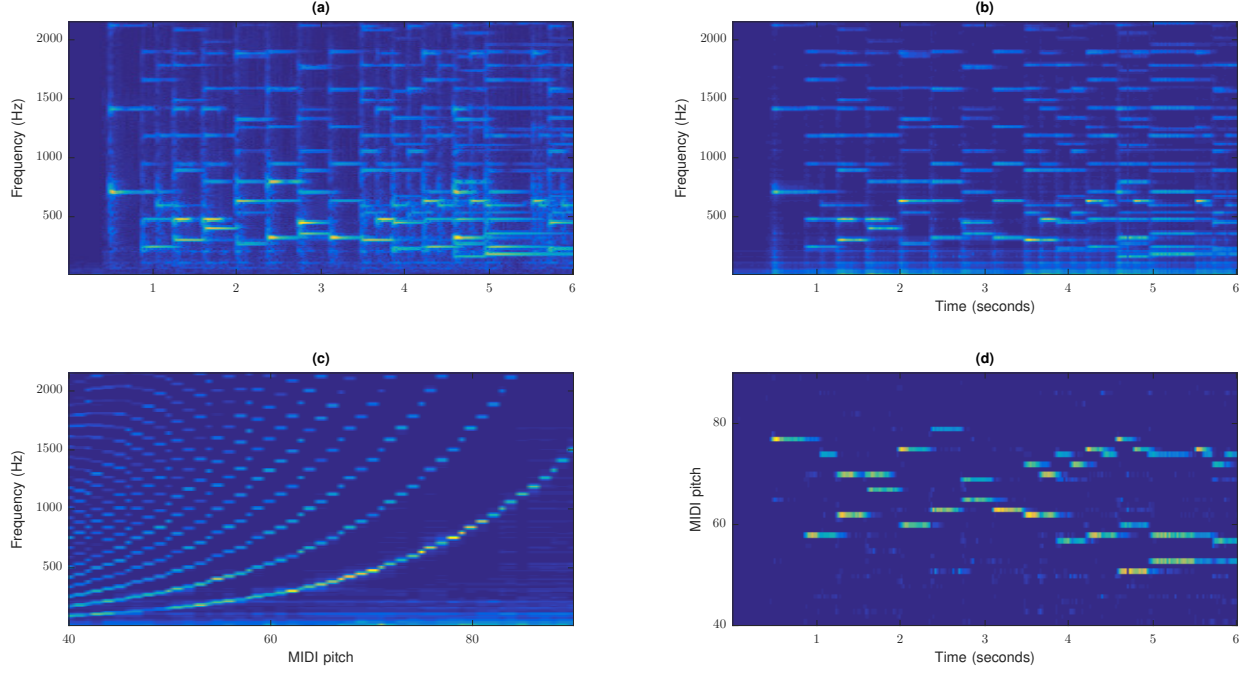 (a)
Frequency (Hz)
2000
1500
1000
500
1 2 3 4 5 6
(b)
Frequency (Hz)
2000
1500
1000
500
1 2 3 4 5 6
Time (seconds)
(c)
Frequency (Hz)
2000
1500
1000
500
40 60 80
MIDI pitch
(d)
MIDI pitch
80
60
40
1 2 3 4 5 6
Time (seconds)